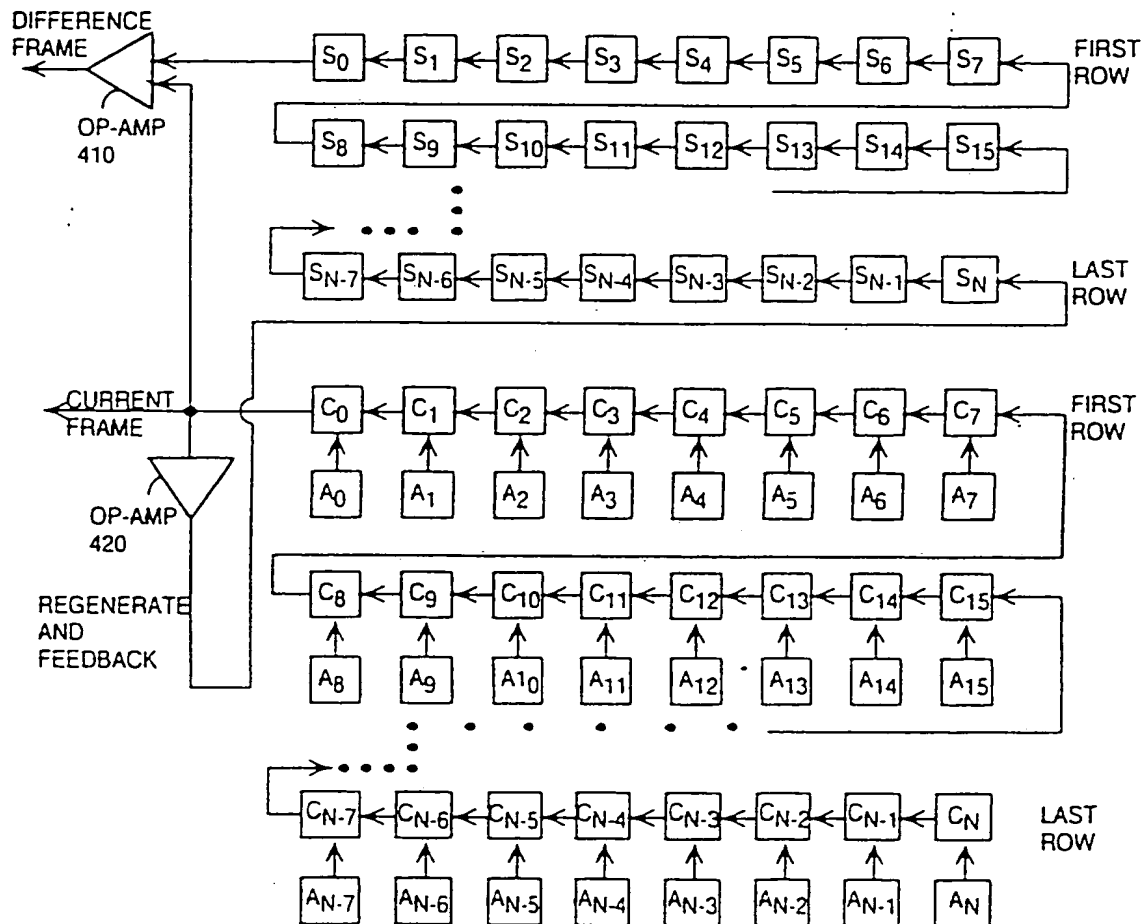 DIFFERENCE
FRAME
OP-AMP
410
S0 S1 S2 S3 S4 S5 S6 S7
FIRST
ROW
S8 S9 S10 S11 S12 S13 S14 S15
SN-7 SN-6 SN-5 SN-4 SN-3 SN-2 SN-1 SN
LAST
ROW
CURRENT
FRAME
C0 C1 C2 C3 C4 C5 C6 C7
FIRST
ROW
A0 A1 A2 A3 A4 A5 A6 A7
OP-AMP
420
REGENERATE
AND
FEEDBACK
C8 C9 C10 C11 C12 C13 C14 C15
A8 A9 A10 A11 A12 A13 A14 A15
CN-7 CN-6 CN-5 CN-4 CN-3 CN-2 CN-1 CN
LAST
ROW
AN-7 AN-6 AN-5 AN-4 AN-3 AN-2 AN-1 AN